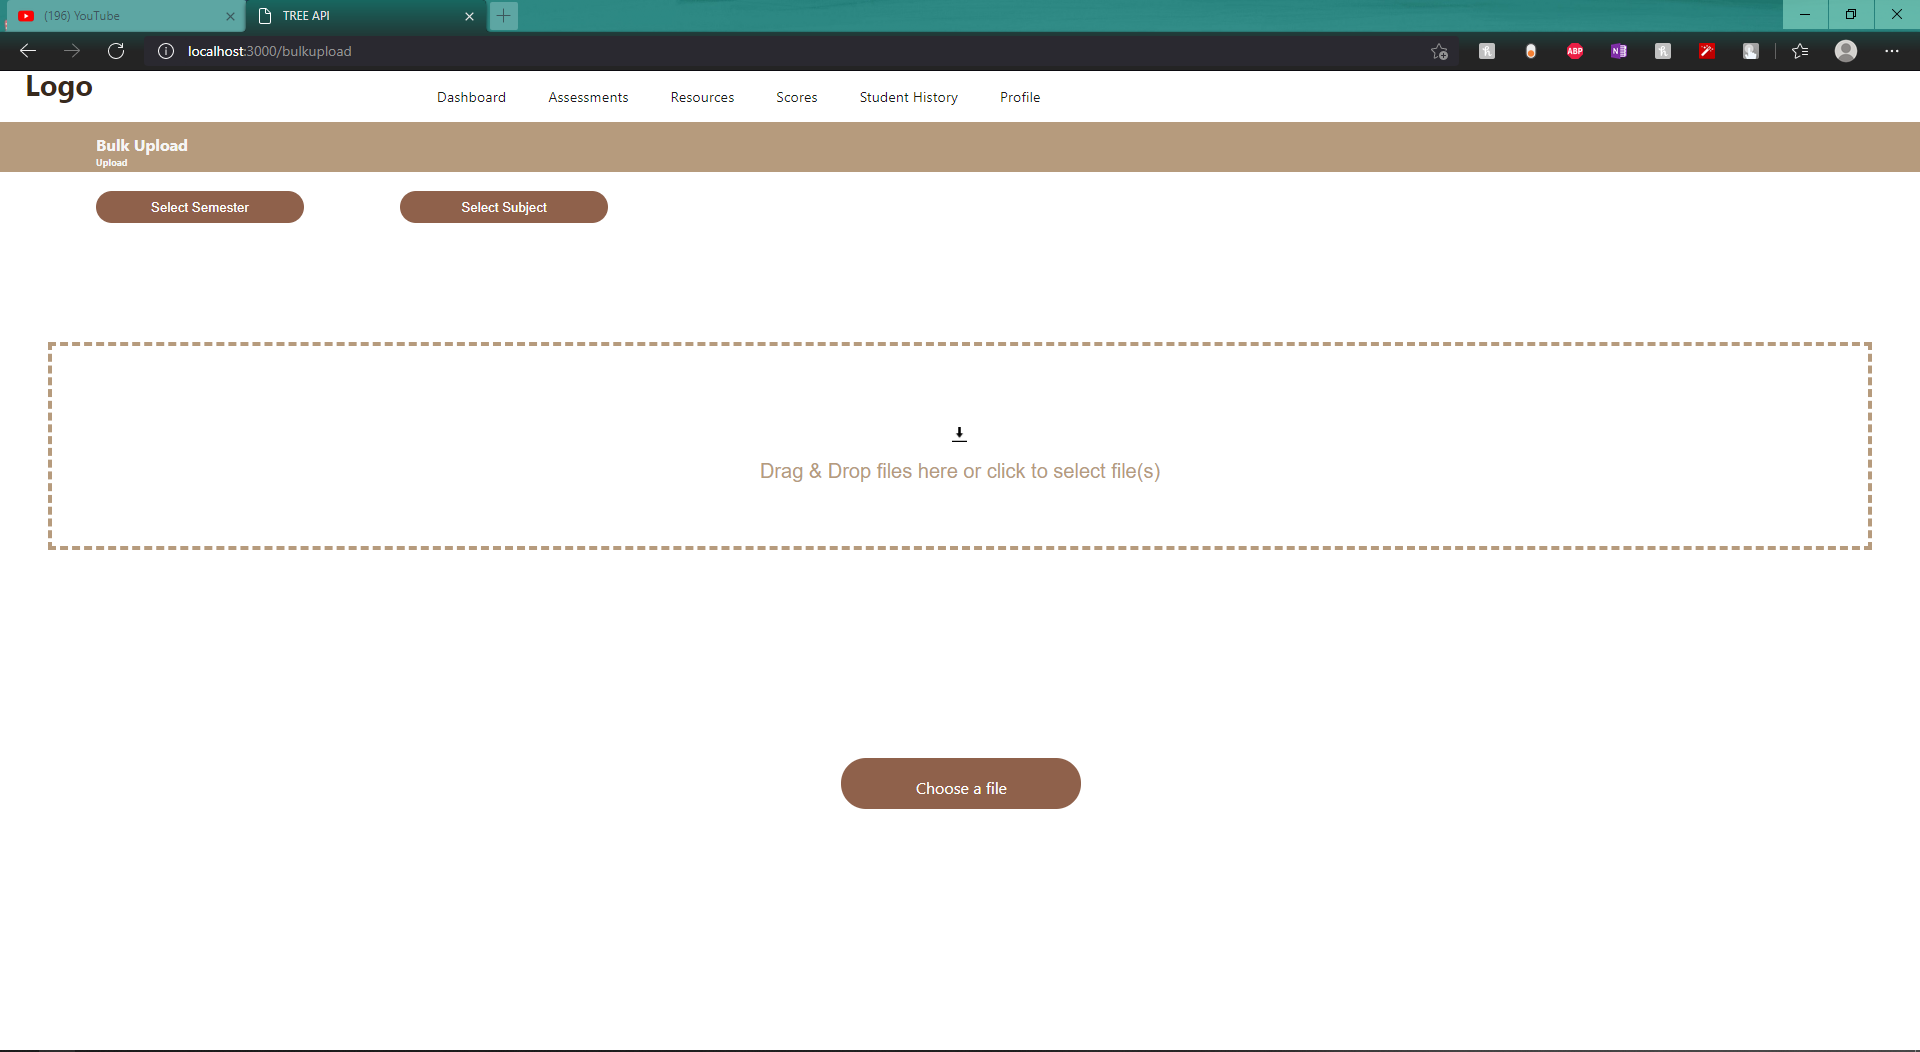 (196) YouTube
TREE API
localhost:3000/bulkupload
ABP
N
Logo
Dashboard Assessments Resources Scores Student History Profile
Bulk Upload
Upload
Select Semester Select Subject
Drag & Drop files here or click to select file(s)
Choose a file